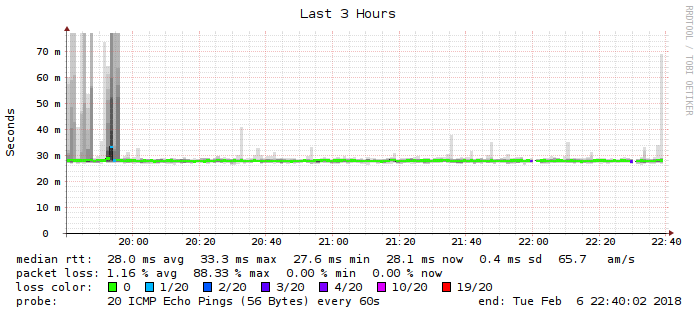 Last 3 Hours
RRDTOOL / TOBI OETIKER
Seconds
70 m
60 m
50 m
40 m
30 m
20 m
10 m
0
20:00 20:20 20:40 21:00 21:20 21:40 22:00 22:20 22:40
median rtt: 28.0 ms avg 33.3 ms max 27.6 ms min 28.1 ms now 0.4 ms sd 65.7 am/s
packet loss: 1.16 % avg 88.33 % max 0.00 % min 0.00 % now
loss color: 0 1/20 2/20 3/20 4/20 10/20 19/20
probe: 20 ICMP Echo Pings (56 Bytes) every 60s end: Tue Feb 6 22:40:02 2018